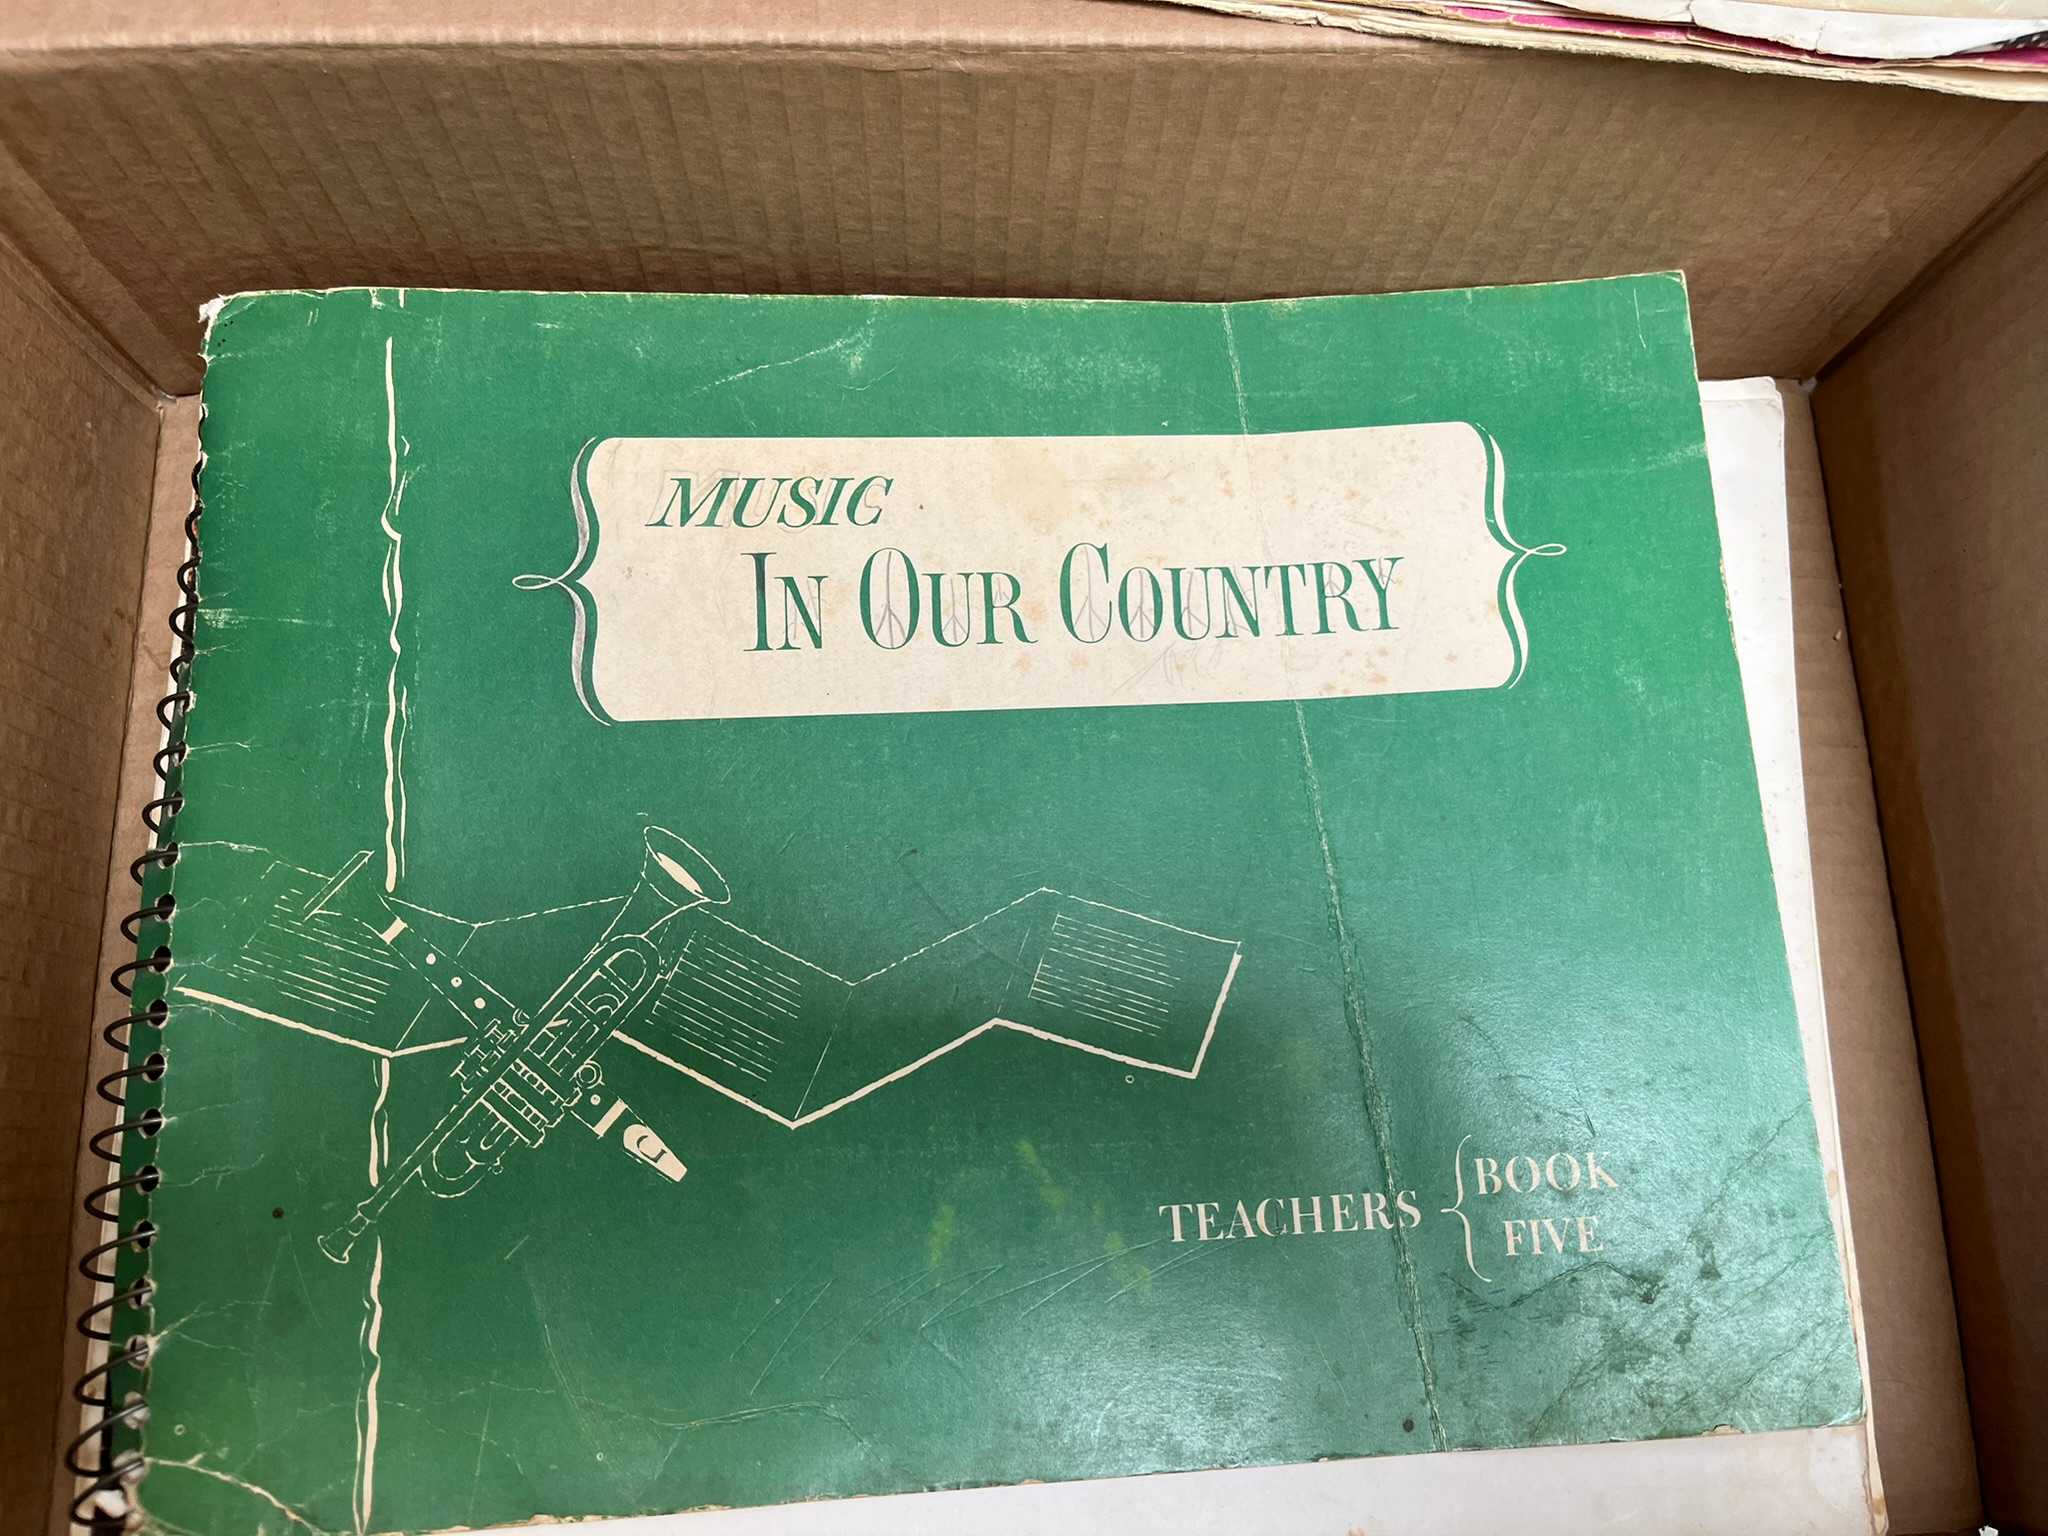 MUSIC
IN OUR COUNTRY
TEACHERS
BOOK
FIVE